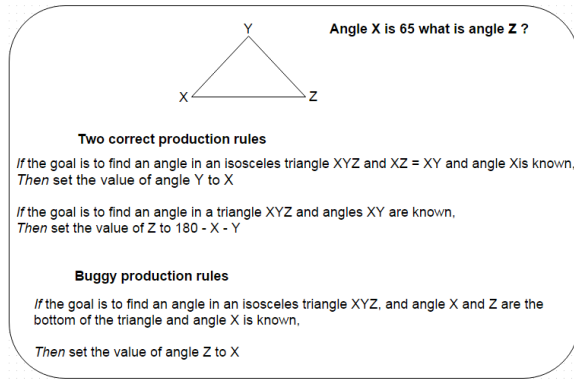 Y
Angle X is 65 what is angle Z ?
X
Z
Two correct production rules
If the goal is to find an angle in an isosceles triangle XYZ and XZ = XY and angle Xis known,
Then set the value of angle Y to X
If the goal is to find an angle in a triangle XYZ and angles XY are known,
Then set the value of Z to 180 - X - Y
Buggy production rules
If the goal is to find an angle in an isosceles triangle XYZ, and angle X and Z are the
bottom of the triangle and angle X is known,
Then set the value of angle Z to X